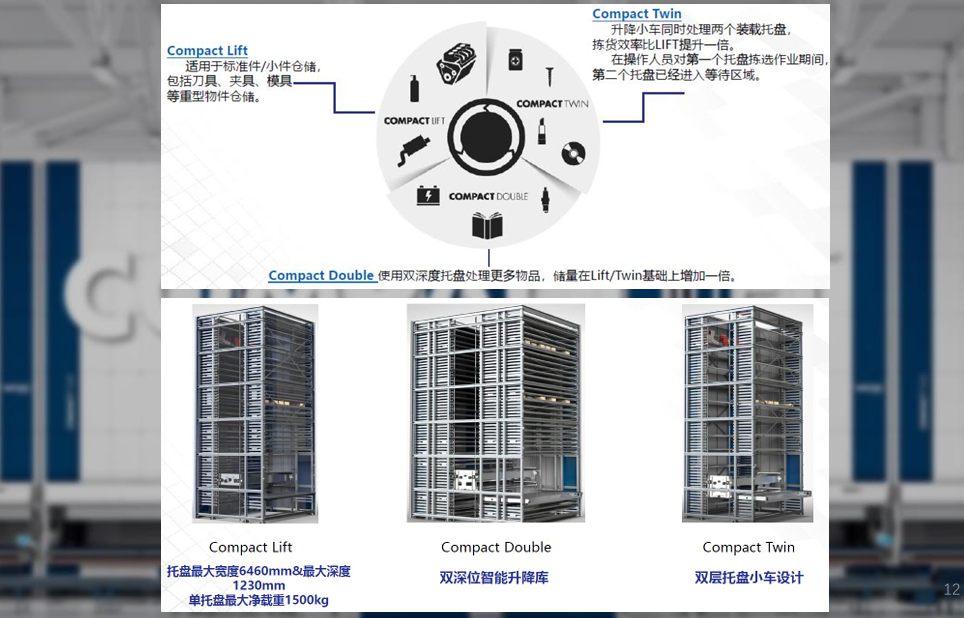 Compact Lift
适用于标准件/小件仓储，
包括刀具、夹具、模具
等重型物件仓储。
Compact Twin
升降小车同时处理两个装载托盘，
拣货效率比LIFT提升一倍。
在操作人员对第一个托盘拣选作业期间，
第二个托盘已经进入等待区域。
COMPACT LIFT
COMPACT TWIN
COMPACT DOUBLE
Compact Double 使用双深度托盘处理更多物品，储量在Lift/Twin基础上增加一倍。
Compact Lift
托盘最大宽度6460mm&最大深度
1230mm
单托盘最大净载重1500kg
Compact Double
双深位智能升降库
Compact Twin
双层托盘小车设计
12